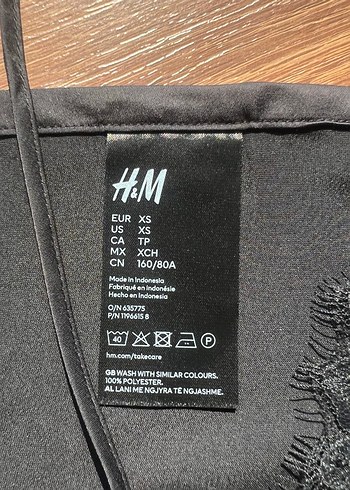 H&M
EUR XS
US XS
CA TP
MX XCH
CN 160/80A
Made in Indonesia
Fabriqué en Indonésie
Hecho en Indonesia
O/N 635775
P/N 1196615 8
40 P
hm.com/takecare
GB WASH WITH SIMILAR COLOURS.
100% POLYESTER.
AL LANI ME NGJYRA TË NGJASHME.